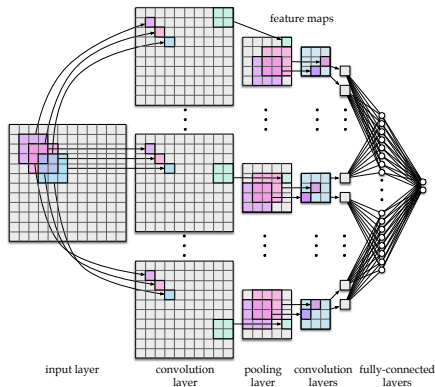 feature maps
input layer
convolution
layer
pooling
layer
convolution
layers
fully-connected
layers